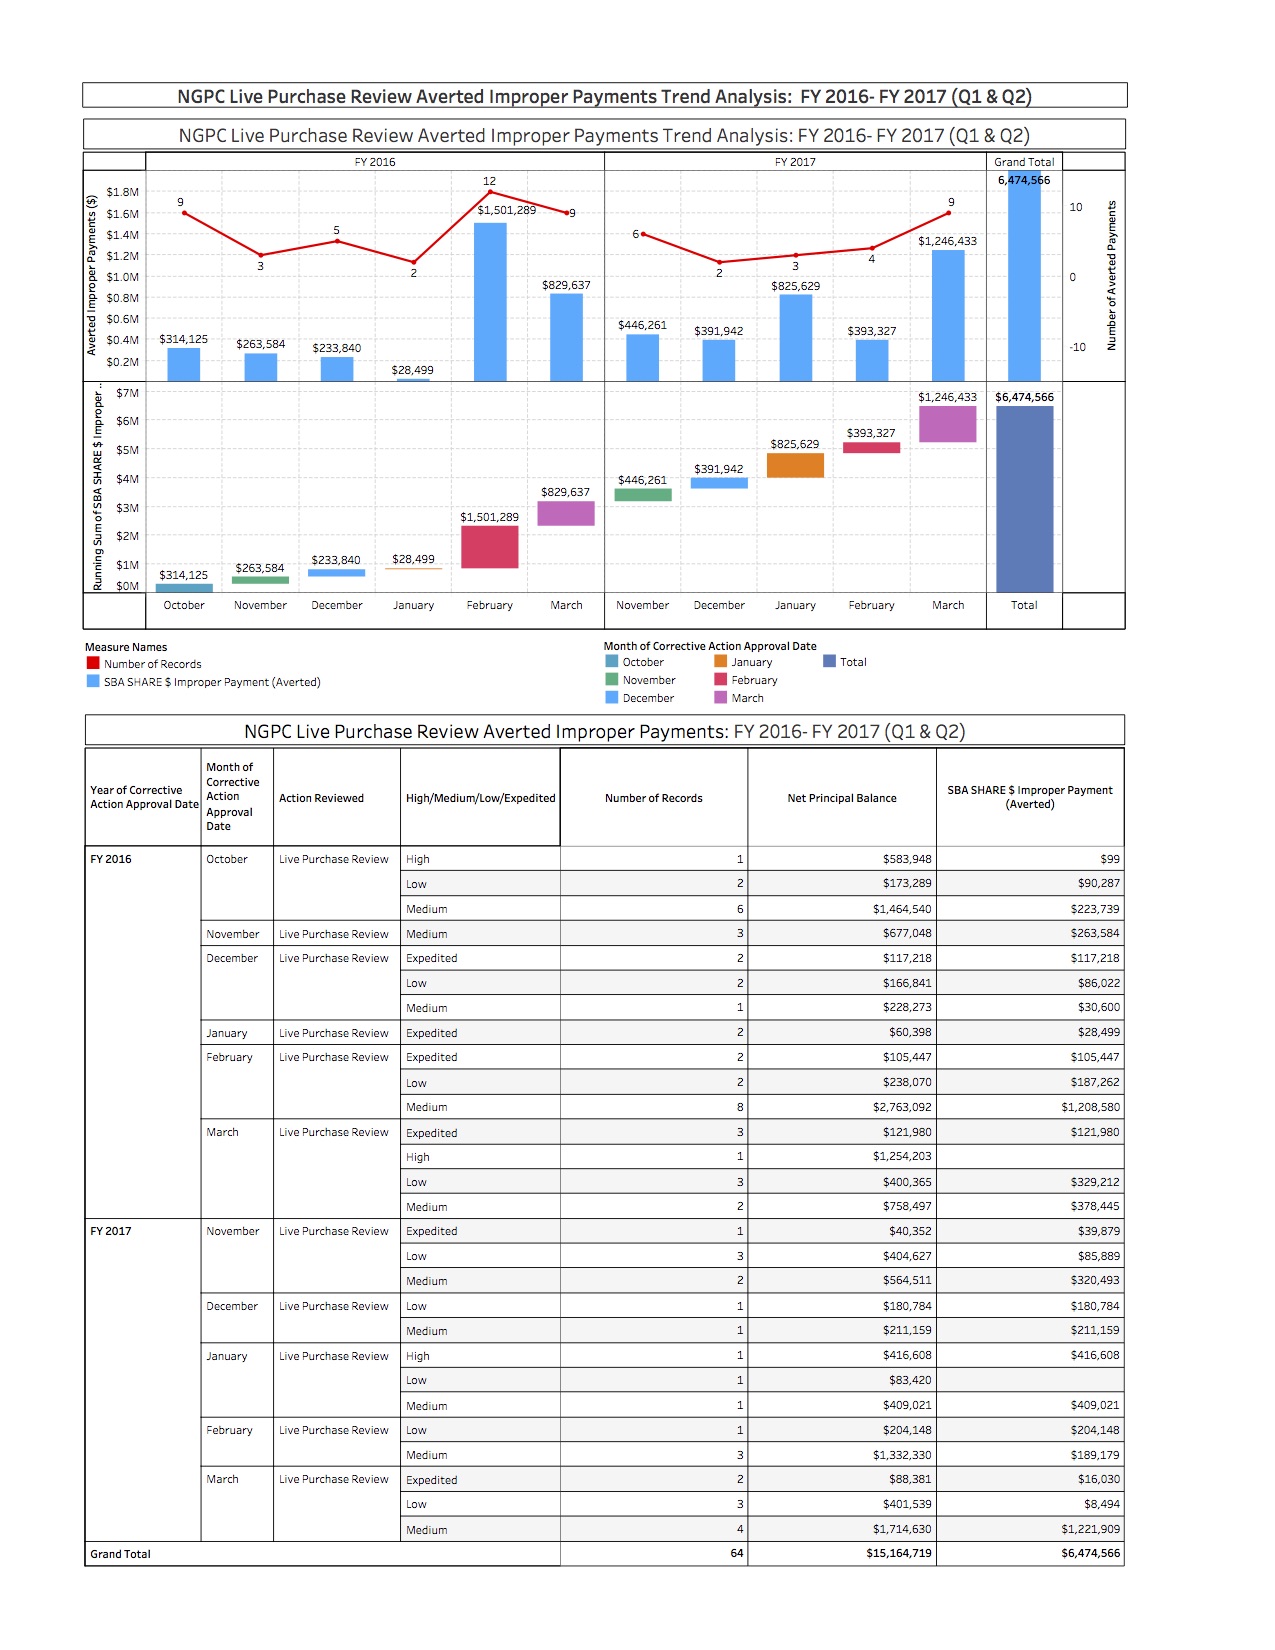 NGPC Live Purchase Review Averted Improper Payments Trend Analysis:  FY 2016- FY 2017 (Q1 & Q2)
NGPC Live Purchase Review Averted Improper Payments Trend Analysis: FY 2016- FY 2017 (Q1 & Q2)
FY 2016 FY 2017 Grand Total
Averted Improper Payments ($)
$1.8M
$1.6M
$1.4M
$1.2M
$1.0M
$0.8M
$0.6M
$0.4M
$0.2M
9 3 5 2 12 9 6 2 3 4 9
$314,125 $263,584 $233,840 $28,499 $1,501,289 $829,637 $446,261 $391,942 $825,629 $393,327 $1,246,433 6,474,566
10
0
-10
Number of Averted Payments
Running Sum of SBA SHARE $ Improper ..
$7M
$6M
$5M
$4M
$3M
$2M
$1M
$0M
$314,125 $263,584 $233,840 $28,499 $1,501,289 $829,637 $446,261 $391,942 $825,629 $393,327 $1,246,433 $6,474,566
October November December January February March November December January February March Total
Measure Names
Number of Records
SBA SHARE $ Improper Payment (Averted)
Month of Corrective Action Approval Date
October January Total
November February
December March
NGPC Live Purchase Review Averted Improper Payments: FY 2016- FY 2017 (Q1 & Q2)
Year of Corrective
Action Approval Date
Month of
Corrective
Action
Approval
Date
Action Reviewed
High/Medium/Low/Expedited
Number of Records
Net Principal Balance
SBA SHARE $ Improper Payment
(Averted)
FY 2016 October Live Purchase Review High 1 $583,948 $99
Low 2 $173,289 $90,287
Medium 6 $1,464,540 $223,739
November Live Purchase Review Medium 3 $677,048 $263,584
December Live Purchase Review Expedited 2 $117,218 $117,218
Low 2 $166,841 $86,022
Medium 1 $228,273 $30,600
January Live Purchase Review Expedited 2 $60,398 $28,499
February Live Purchase Review Expedited 2 $105,447 $105,447
Low 2 $238,070 $187,262
Medium 8 $2,763,092 $1,208,580
March Live Purchase Review Expedited 3 $121,980 $121,980
High 1 $1,254,203
Low 3 $400,365 $329,212
Medium 2 $758,497 $378,445
FY 2017 November Live Purchase Review Expedited 1 $40,352 $39,879
Low 3 $404,627 $85,889
Medium 2 $564,511 $320,493
December Live Purchase Review Low 1 $180,784 $180,784
Medium 1 $211,159 $211,159
January Live Purchase Review High 1 $416,608 $416,608
Low 1 $83,420
Medium 1 $409,021 $409,021
February Live Purchase Review Low 1 $204,148 $204,148
Medium 3 $1,332,330 $189,179
March Live Purchase Review Expedited 2 $88,381 $16,030
Low 3 $401,539 $8,494
Medium 4 $1,714,630 $1,221,909
Grand Total 64 $15,164,719 $6,474,566